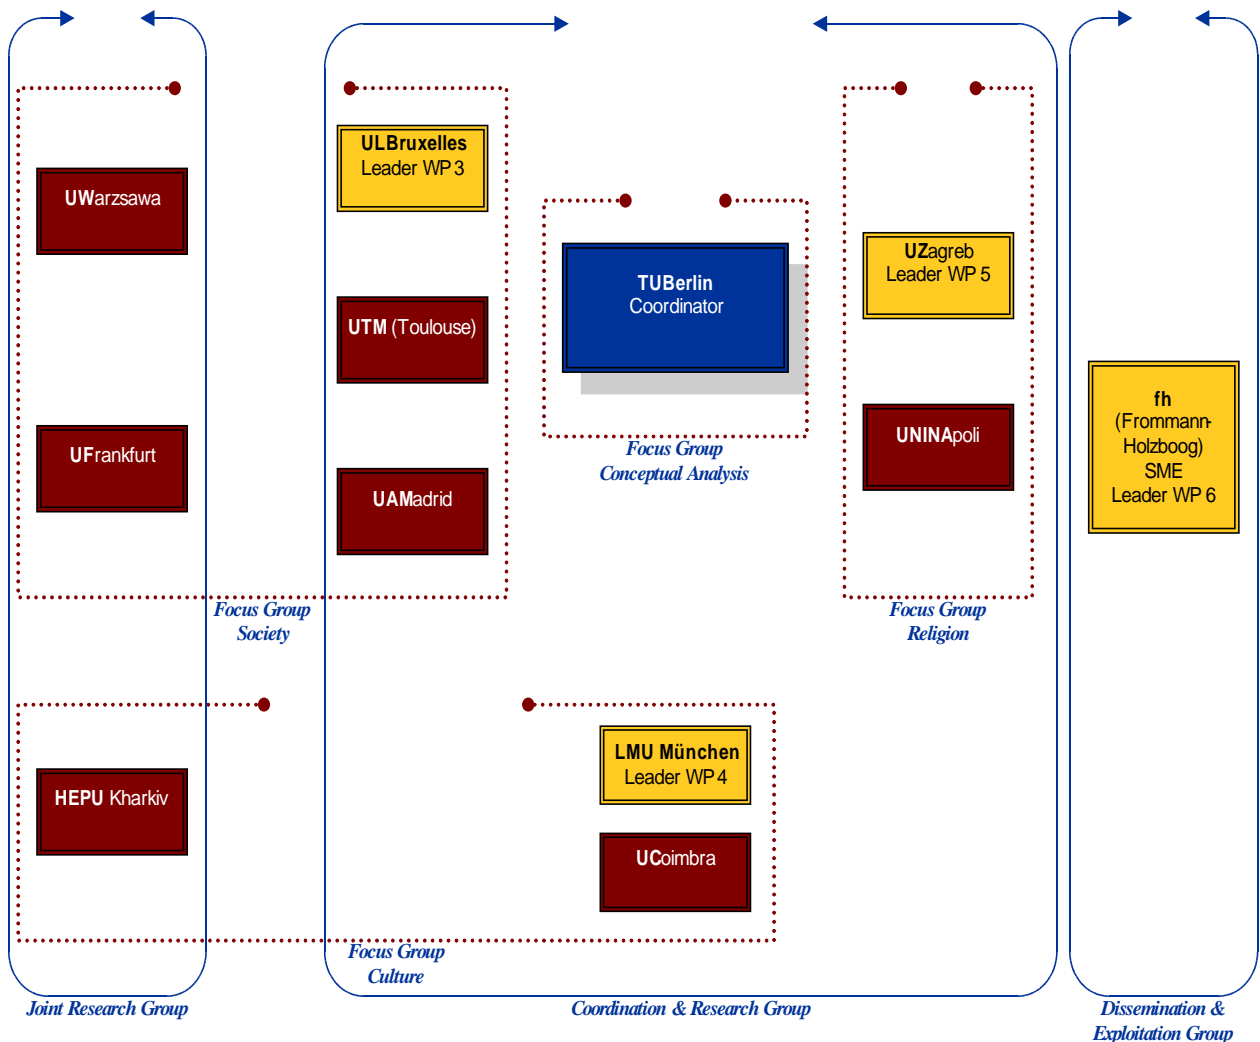 ULBruxelles
Leader WP 3
UWarzsawa
TUBerlin
Coordinator
UZagreb
Leader WP 5
UTM (Toulouse)
fh
(Frommann-
Holzboog)
SME
Leader WP 6
UFrankfurt
UAMadrid
Focus Group
Conceptual Analysis
UNINApoli
Focus Group
Society
Focus Group
Religion
LMU München
Leader WP 4
HEPU Kharkiv
UCoimbra
Focus Group
Culture
Joint Research Group
Coordination & Research Group
Dissemination &
Exploitation Group